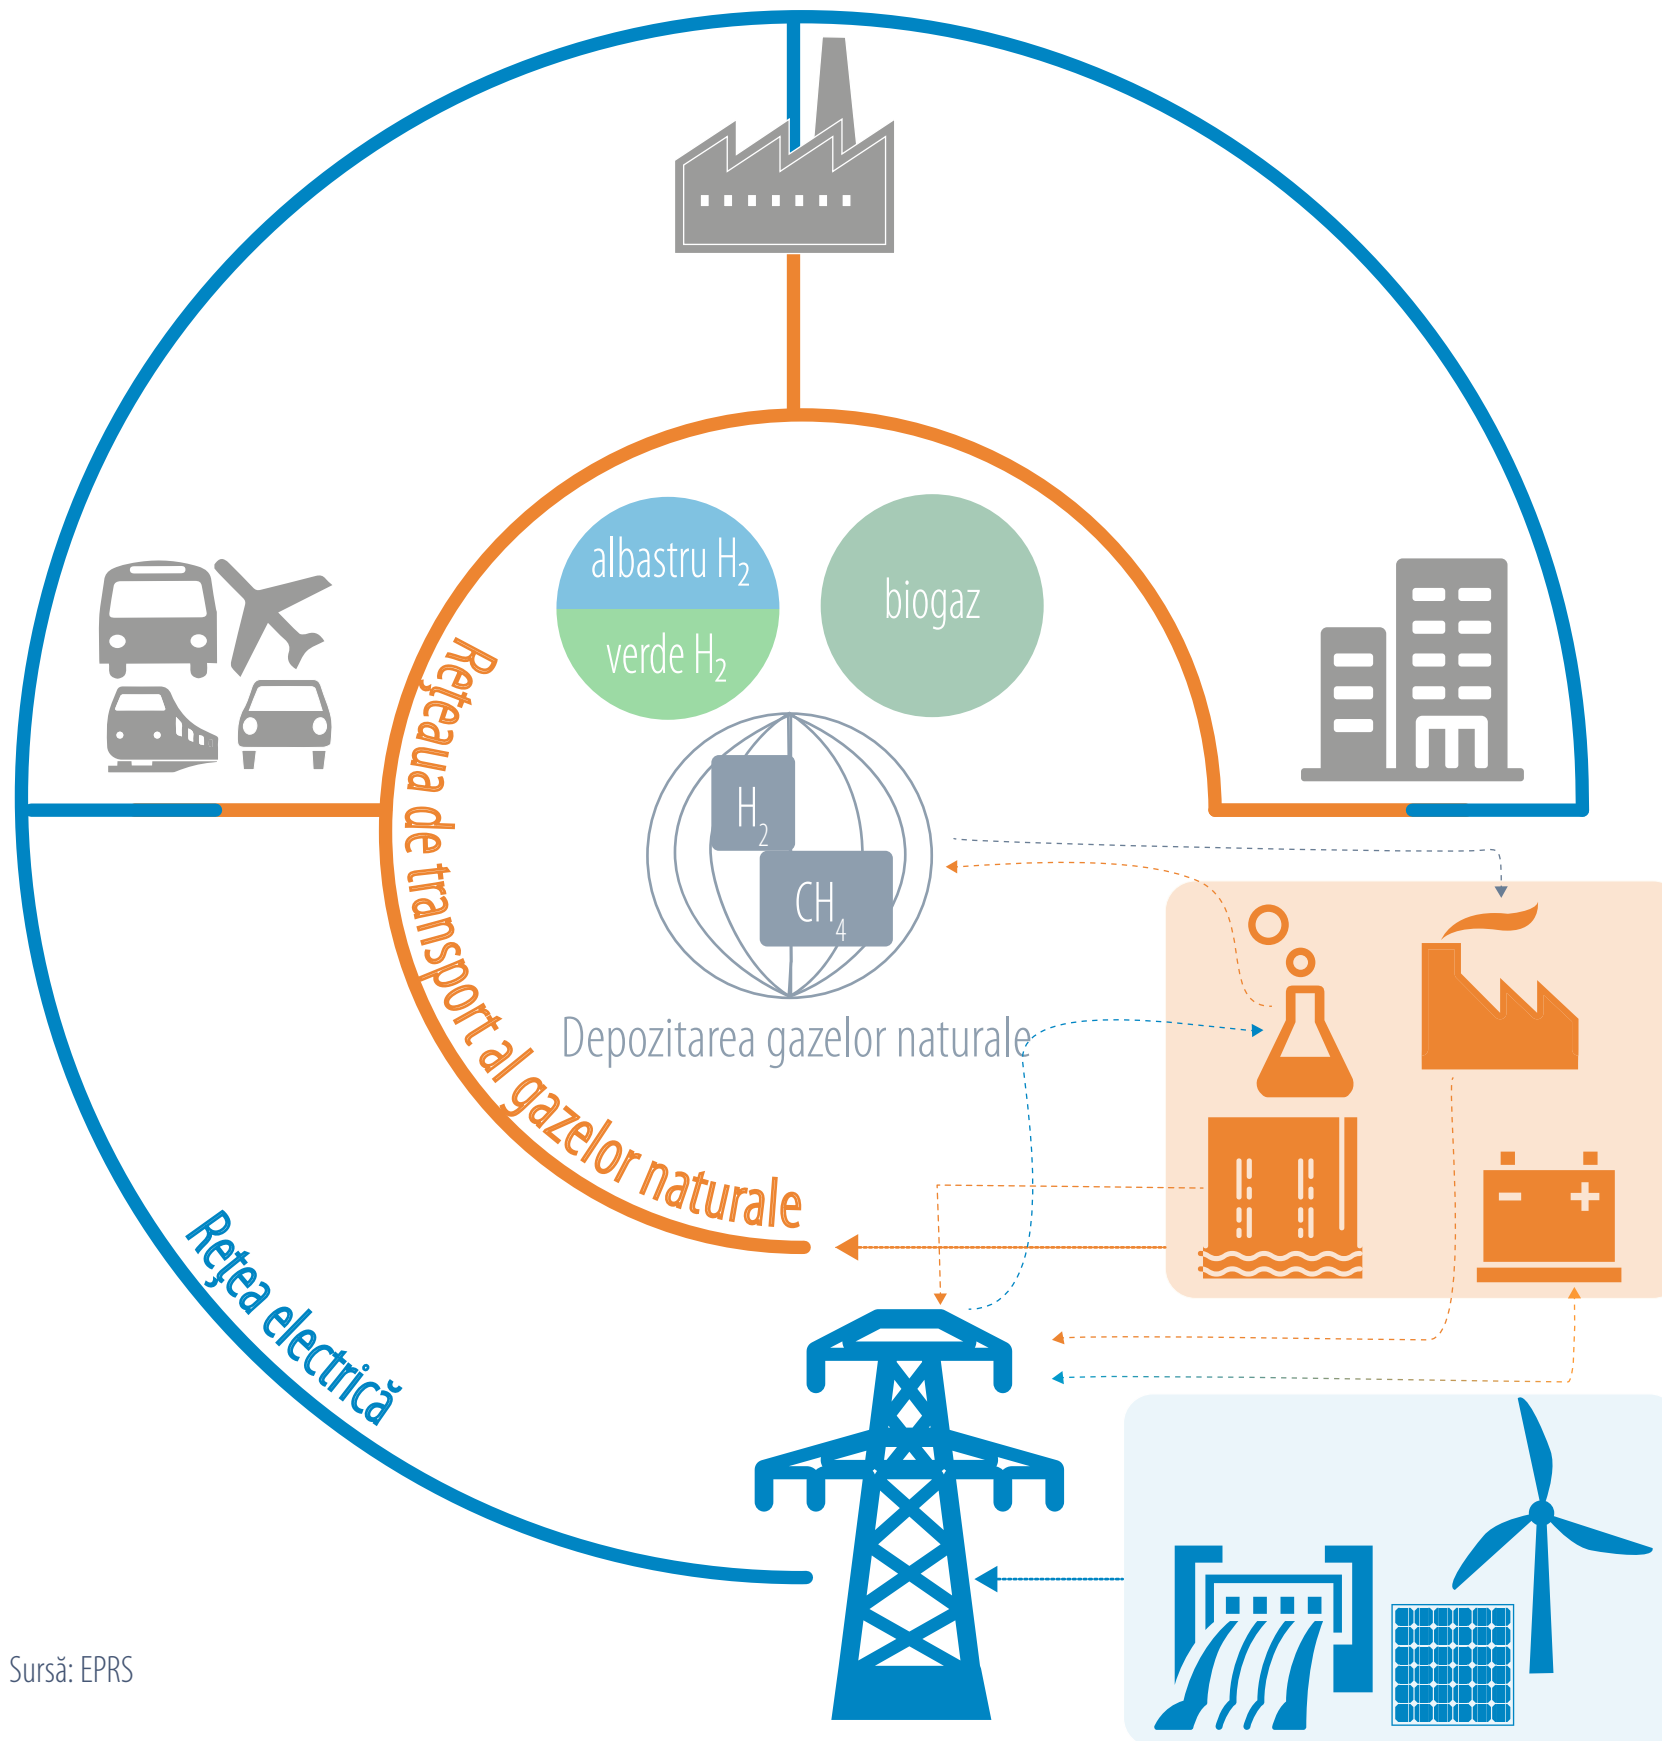 albastru H₂
verde H₂
biogaz
H₂
CH₄
Depozitarea gazelor naturale
Rețeaua de transport al gazelor naturale
Rețea electrică
Sursă: EPRS